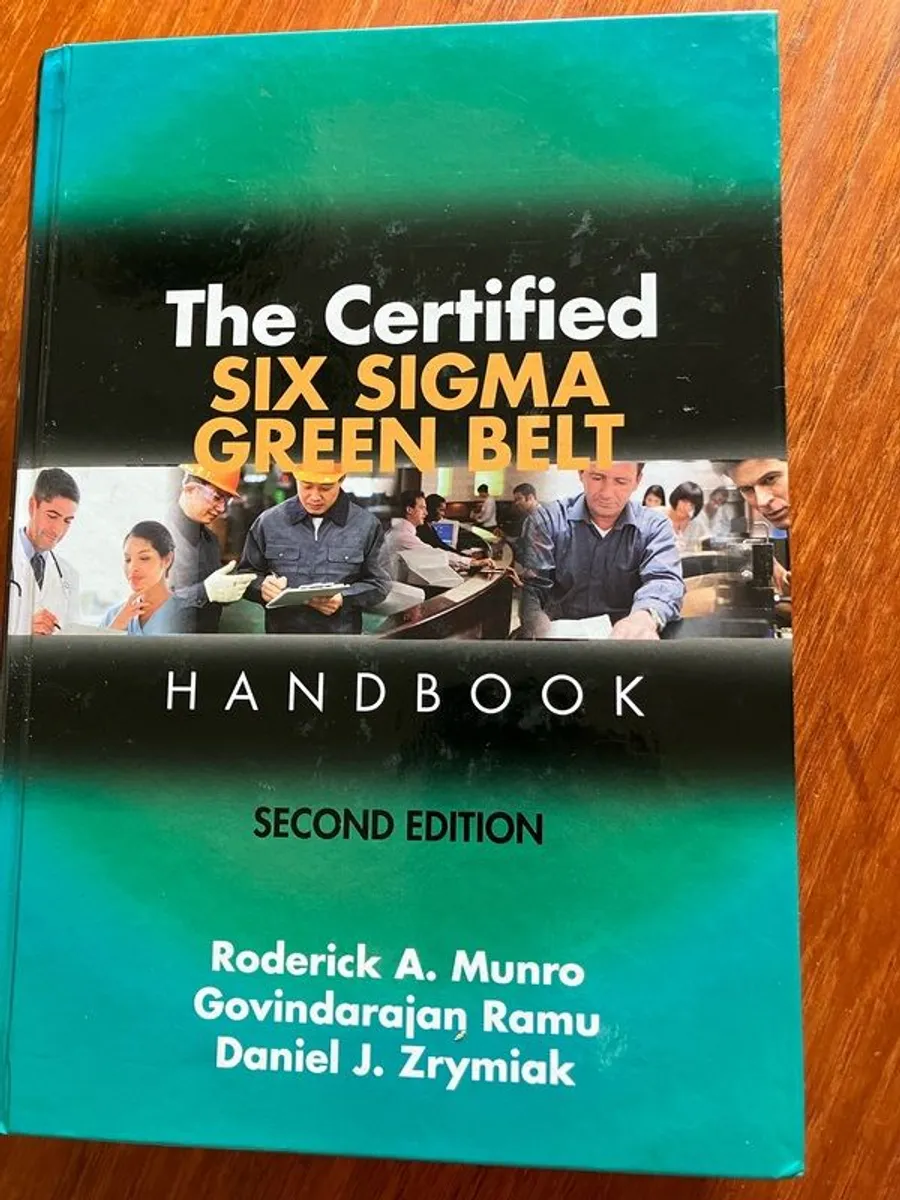 The Certified
SIX SIGMA
GREEN BELT
HANDBOOK
SECOND EDITION
Roderick A. Munro
Govindarajan Ramu
Daniel J. Zrymiak